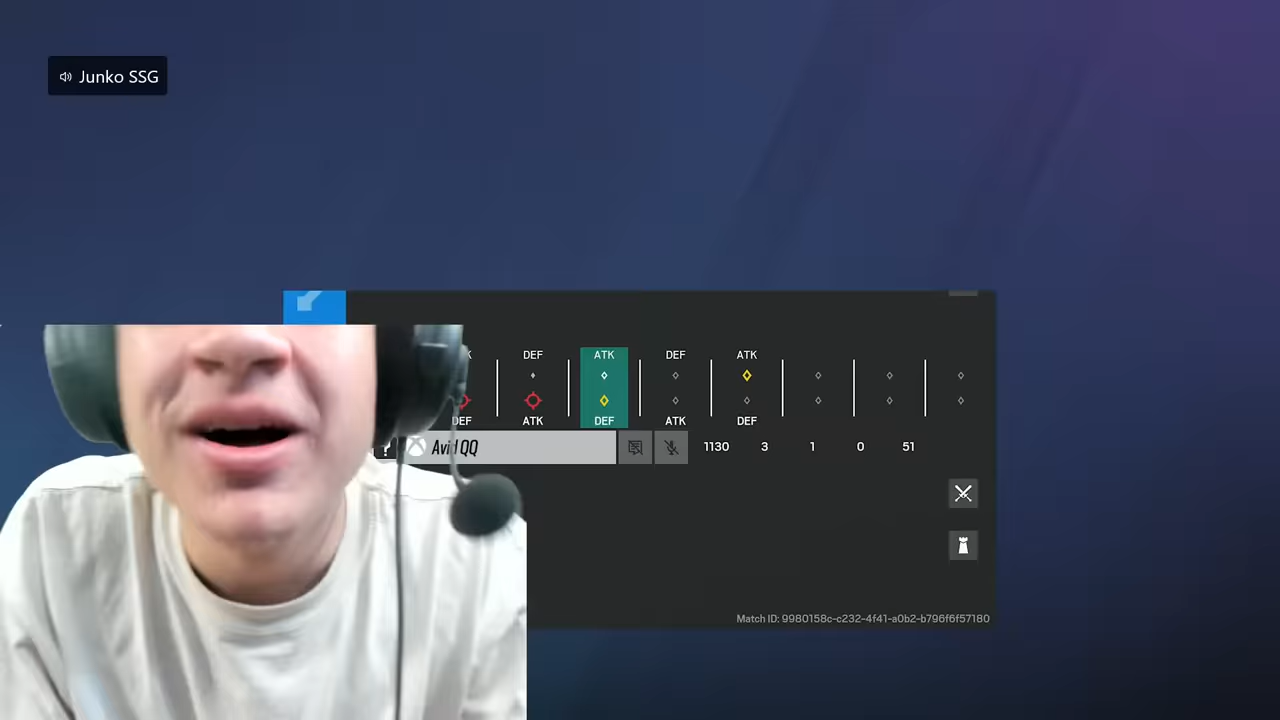 Junko SSG
K DEF ATK DEF ATK
DEF ATK DEF ATK DEF
? Avid QQ 1130 3 1 0 51
Match ID: 9980158c-c232-4f41-a0b2-b796f6f57180